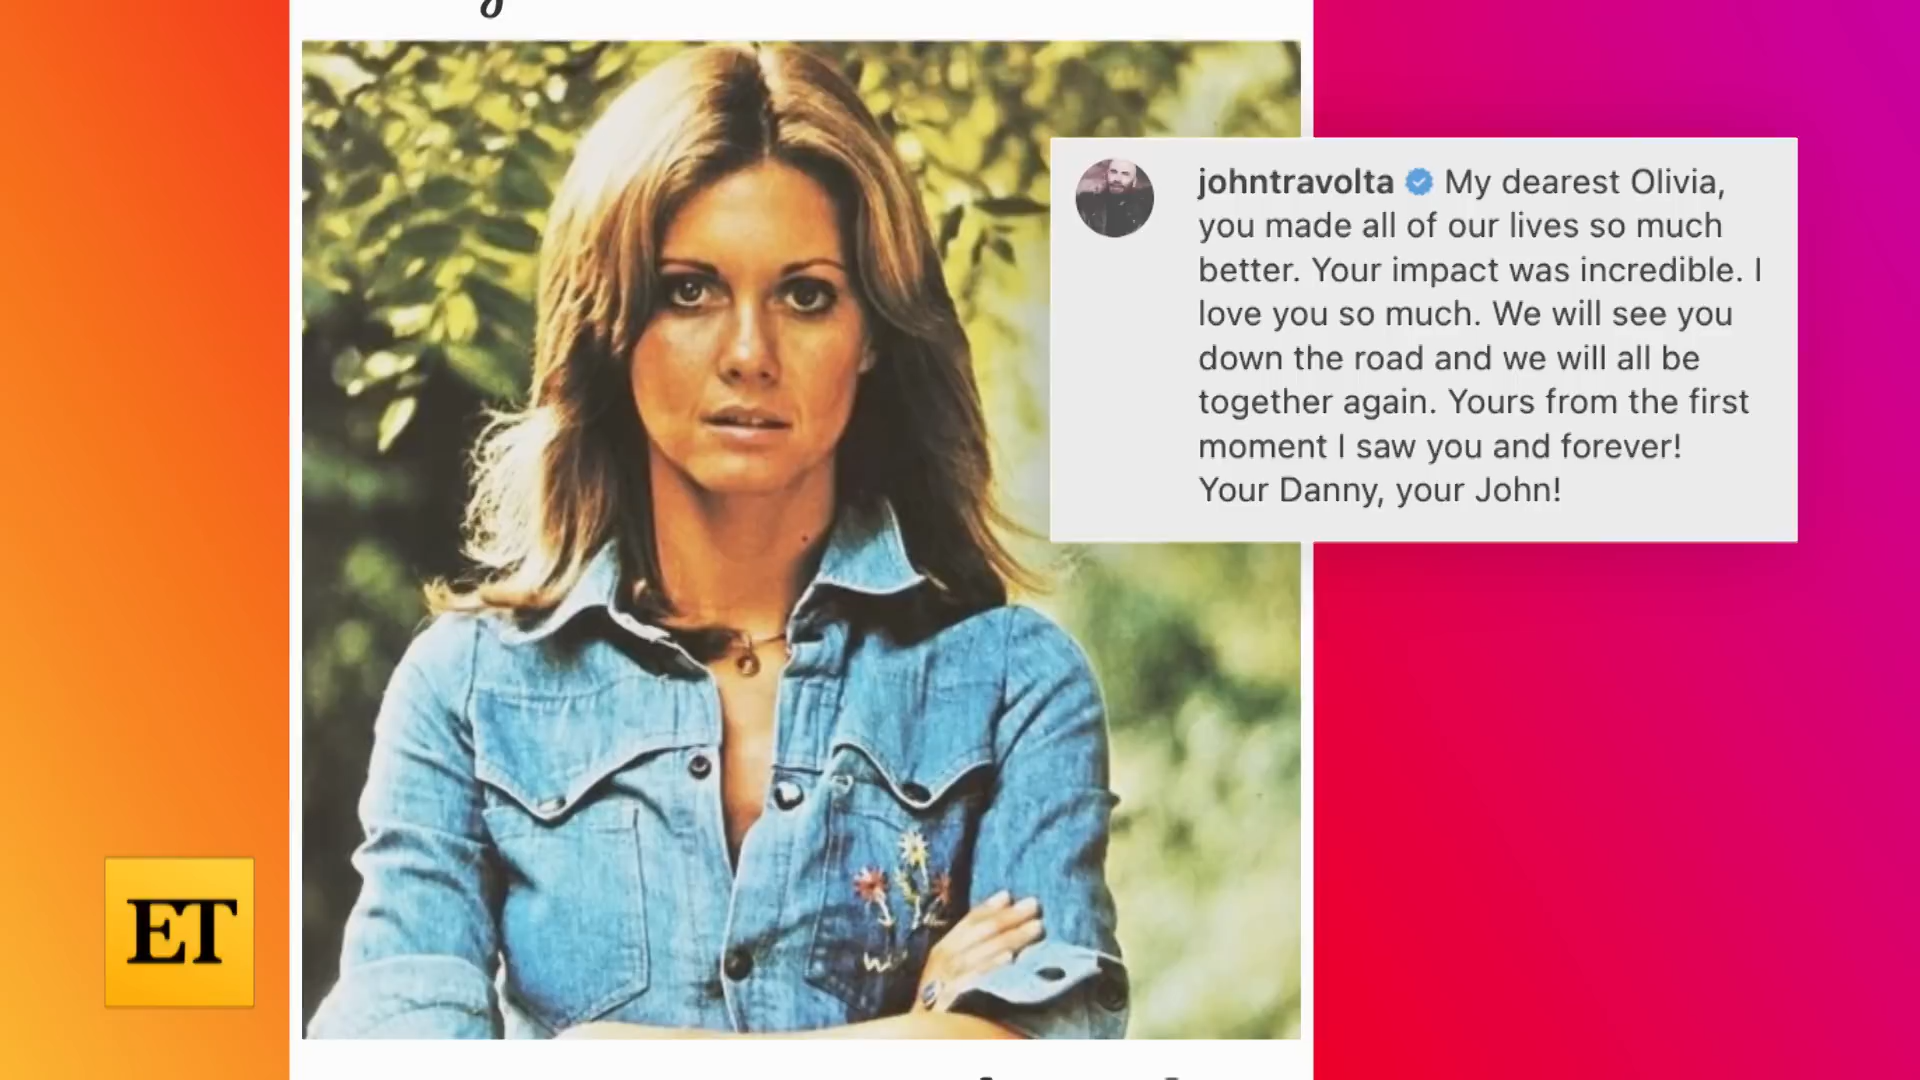 johntravolta My dearest Olivia,
you made all of our lives so much
better. Your impact was incredible. I
love you so much. We will see you
down the road and we will all be
together again. Yours from the first
moment I saw you and forever!
Your Danny, your John!
ET